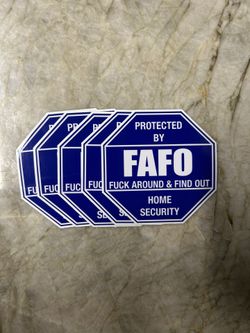 PROTECTED
BY
FAFO
FUCK AROUND & FIND OUT
HOME
SECURITY